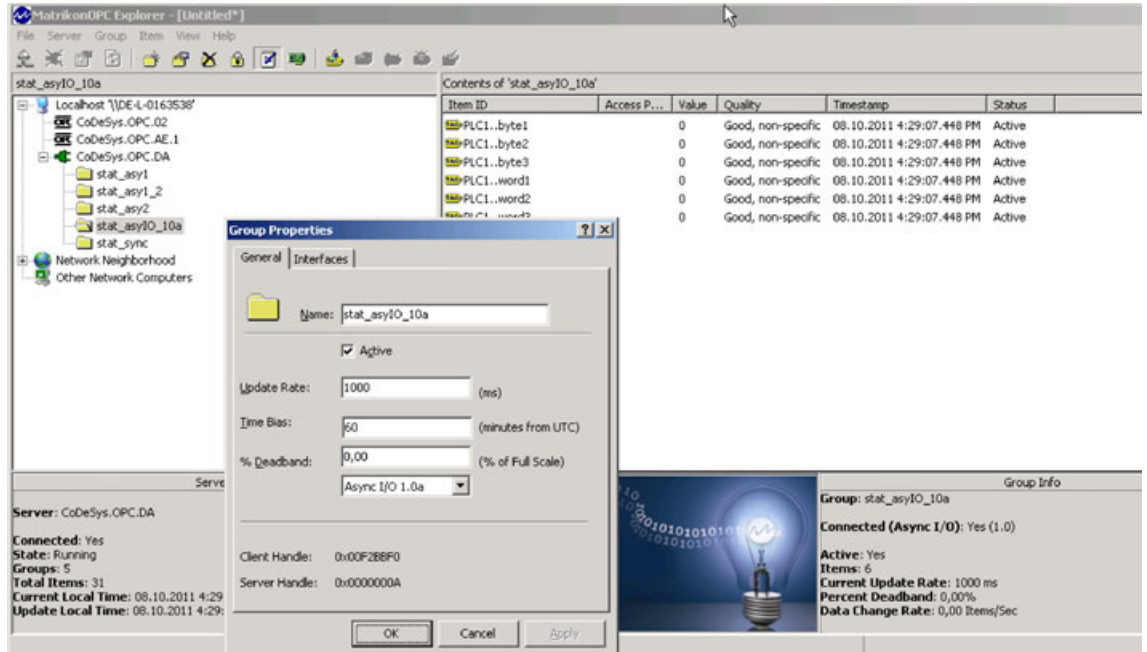 MatrikonOPC Explorer - [Untitled*]
File Server Group Item View Help
stat_asyIO_10a
Localhost '\\DE-L-0163538'
CoDeSys.OPC.02
CoDeSys.OPC.AE.1
CoDeSys.OPC.DA
stat_asy1
stat_asy1_2
stat_asy2
stat_asyIO_10a
stat_sync
Network Neighborhood
Other Network Computers
Contents of 'stat_asyIO_10a'
Item ID Access P... Value Quality Timestamp Status
PLC1..byte1 0 Good, non-specific 08.10.2011 4:29:07.448 PM Active
PLC1..byte2 0 Good, non-specific 08.10.2011 4:29:07.448 PM Active
PLC1..byte3 0 Good, non-specific 08.10.2011 4:29:07.448 PM Active
PLC1..word1 0 Good, non-specific 08.10.2011 4:29:07.448 PM Active
PLC1..word2 0 Good, non-specific 08.10.2011 4:29:07.448 PM Active
0 Good, non-specific 08.10.2011 4:29:07.448 PM Active
Group Properties
General Interfaces
Name: stat_asyIO_10a
Active
Update Rate: 1000 (ms)
Time Bias: 60 (minutes from UTC)
% Deadband: 0,00 (% of Full Scale)
Async I/O 1.0a
Client Handle: 0x00F2BBF0
Server Handle: 0x0000000A
OK Cancel Apply
Server: CoDeSys.OPC.DA
Connected: Yes
State: Running
Groups: 5
Total Items: 31
Current Local Time: 08.10.2011 4:29
Update Local Time: 08.10.2011 4:29:
Group Info
Group: stat_asyIO_10a
Connected (Async I/O): Yes (1.0)
Active: Yes
Items: 6
Current Update Rate: 1000 ms
Percent Deadband: 0,00%
Data Change Rate: 0,00 Items/Sec